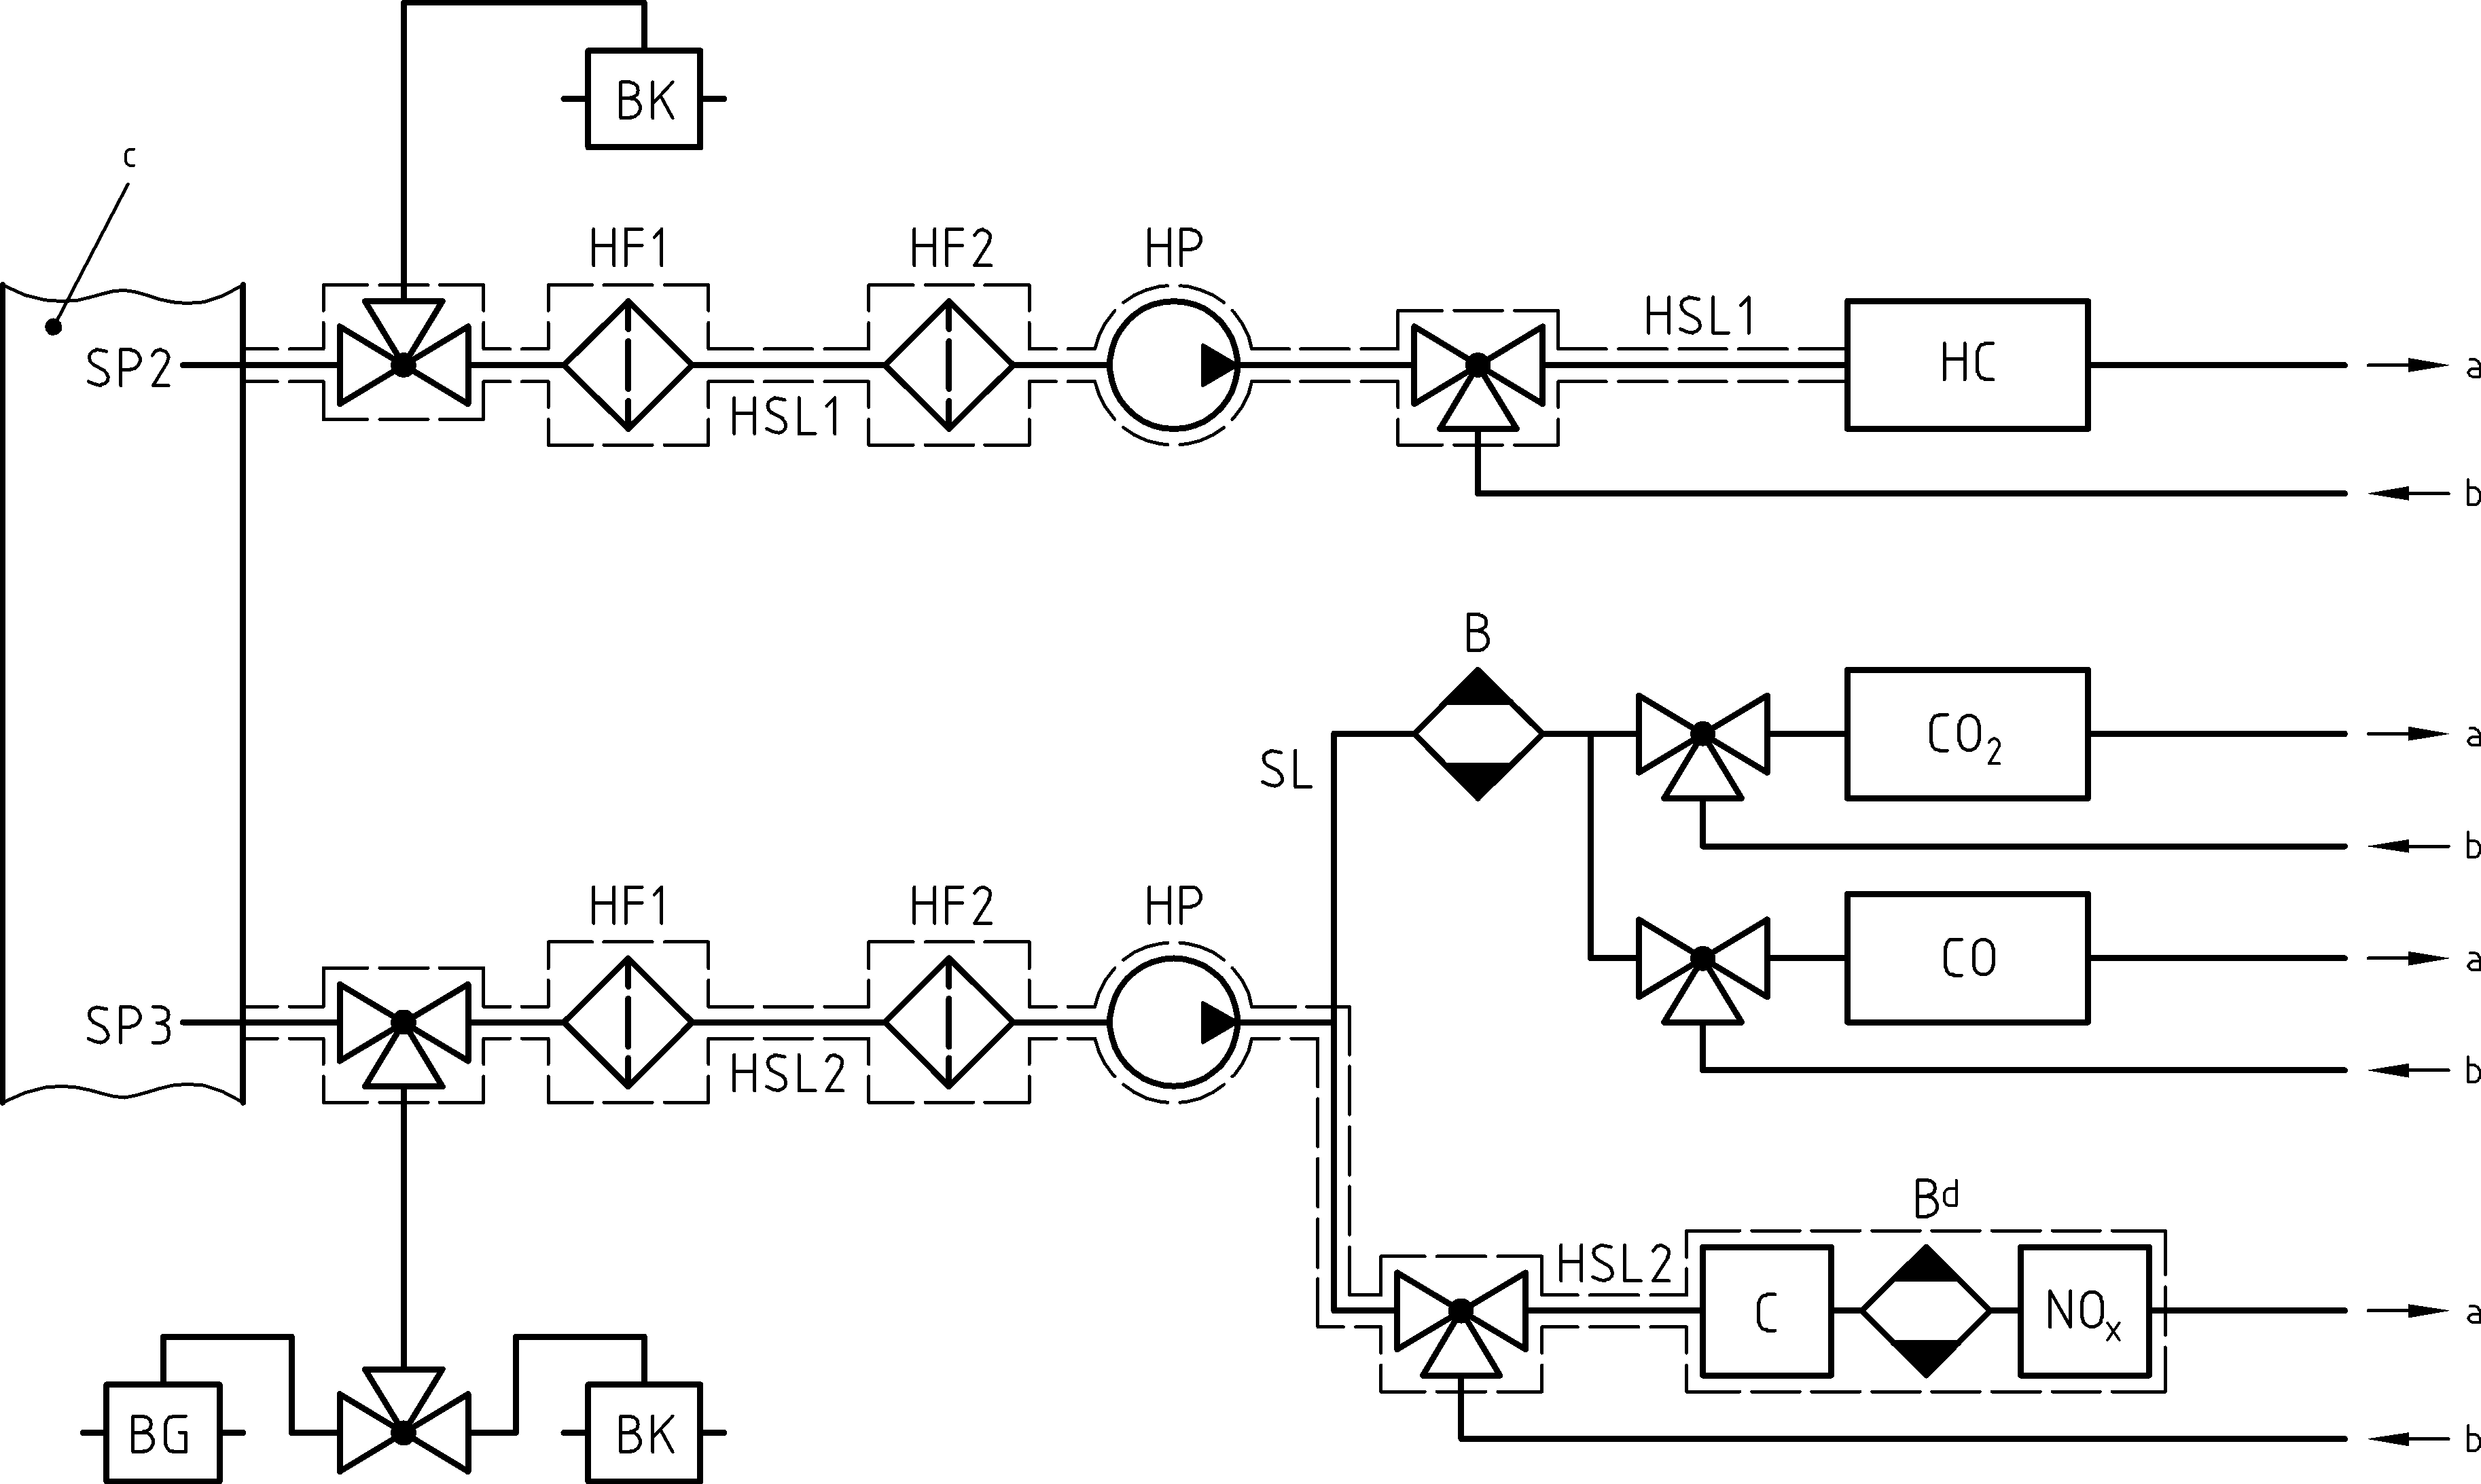 BK
c
HF1 HF2 HP
HSL1
SP2 HC a
HSL1
b
B
SL CO2 a
b
HF1 HF2 HP
CO a
SP3
HSL2 b
Bd
HSL2
C NOx a
BG BK b